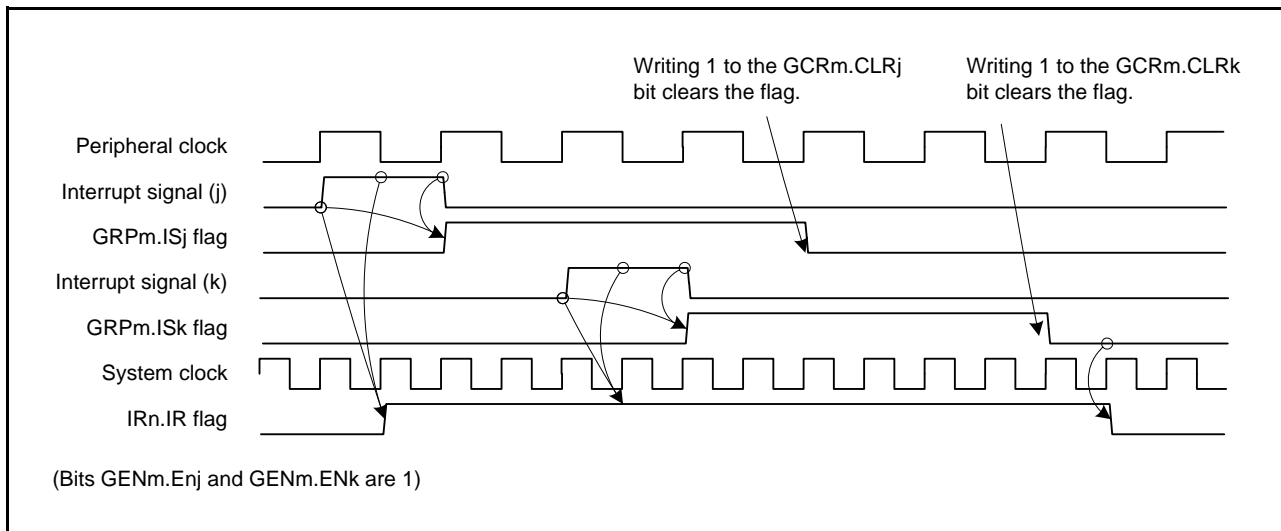 Writing 1 to the GCRm.CLRj
bit clears the flag.
Writing 1 to the GCRm.CLRk
bit clears the flag.
Peripheral clock
Interrupt signal (j)
GRPm.ISj flag
Interrupt signal (k)
GRPm.ISk flag
System clock
IRn.IR flag
(Bits GENm.Enj and GENm.ENk are 1)